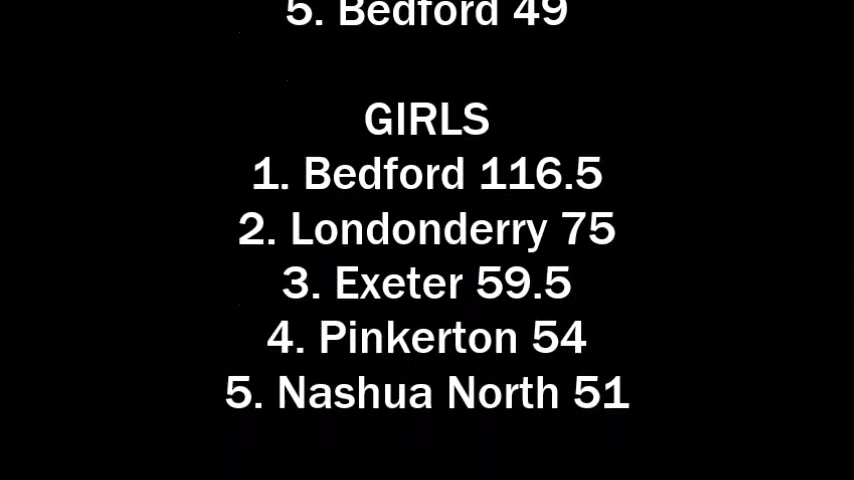 5. Bedford 49
GIRLS
1. Bedford 116.5
2. Londonderry 75
3. Exeter 59.5
4. Pinkerton 54
5. Nashua North 51